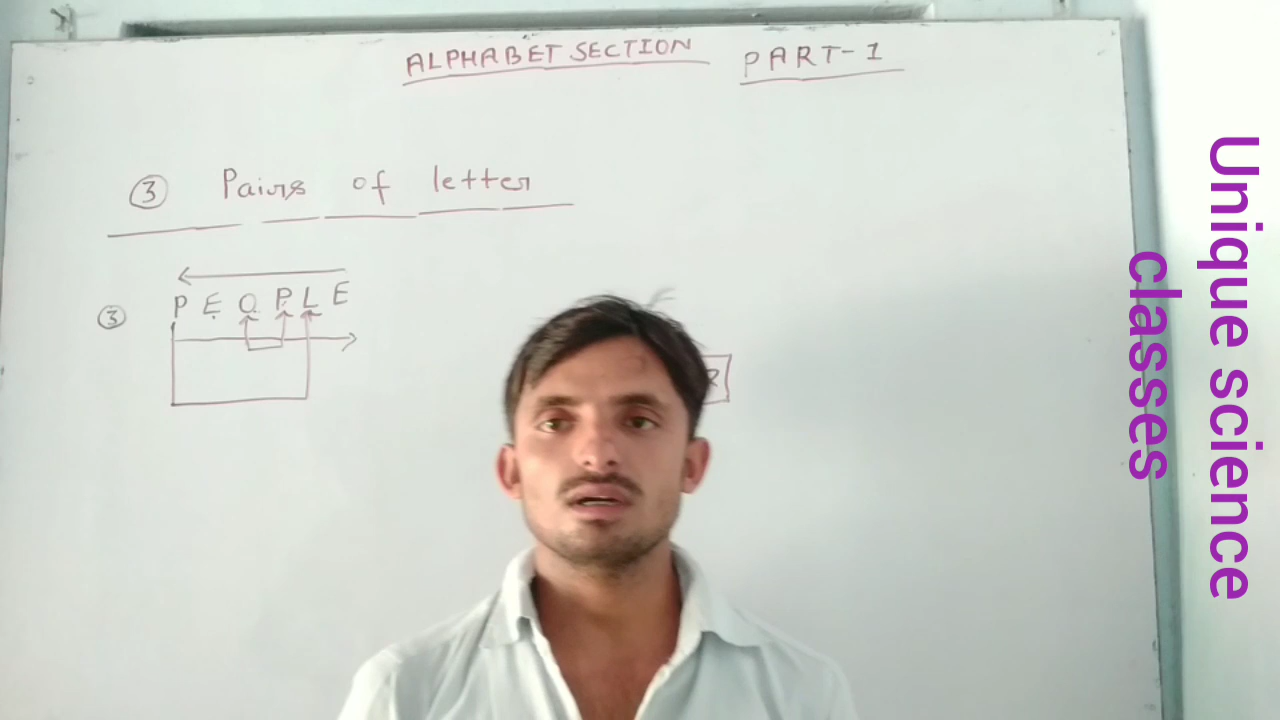 ALPHABET SECTION PART-1
③ Pairs of letter
③ P E O P L E
R
Unique science
classes